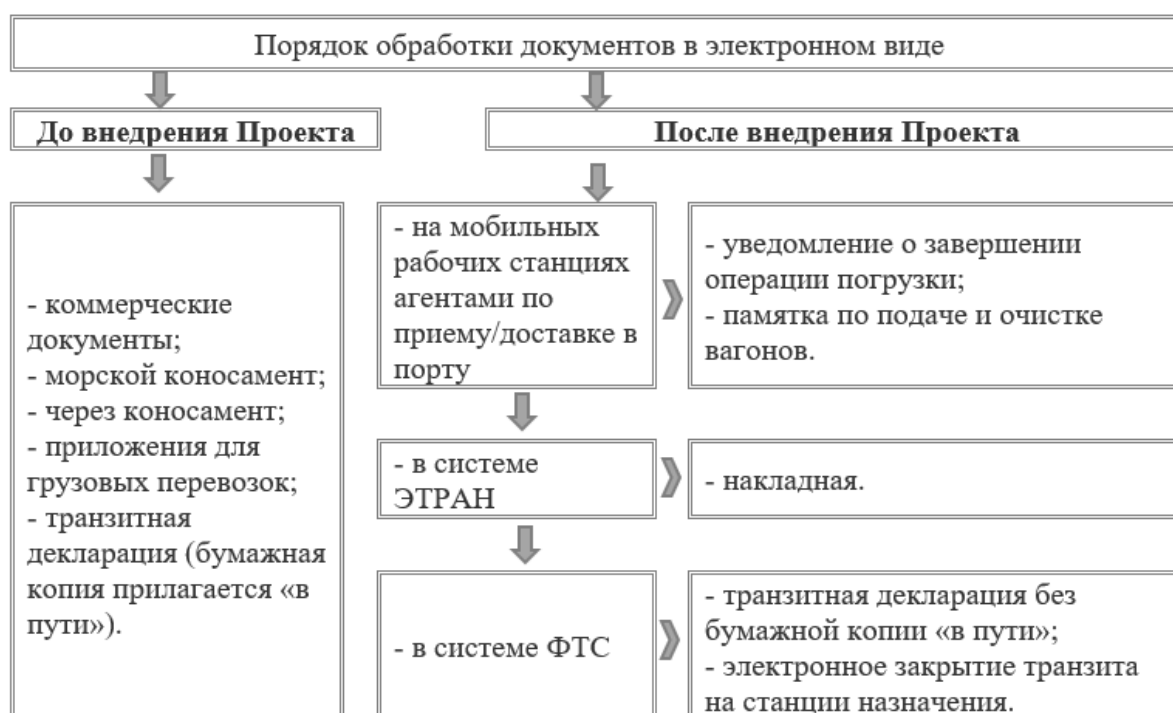 Порядок обработки документов в электронном виде
До внедрения Проекта
После внедрения Проекта
- коммерческие
документы;
- морской коносамент;
- через коносамент;
- приложения для
грузовых перевозок;
- транзитная
декларация (бумажная
копия прилагается «в
пути»).
- на мобильных
рабочих станциях
агентами по
приему/доставке в
порту
- уведомление о завершении
операции погрузки;
- памятка по подаче и очистке
вагонов.
- в системе
ЭТРАН
- накладная.
- в системе ФТС
- транзитная декларация без
бумажной копии «в пути»;
- электронное закрытие транзита
на станции назначения.